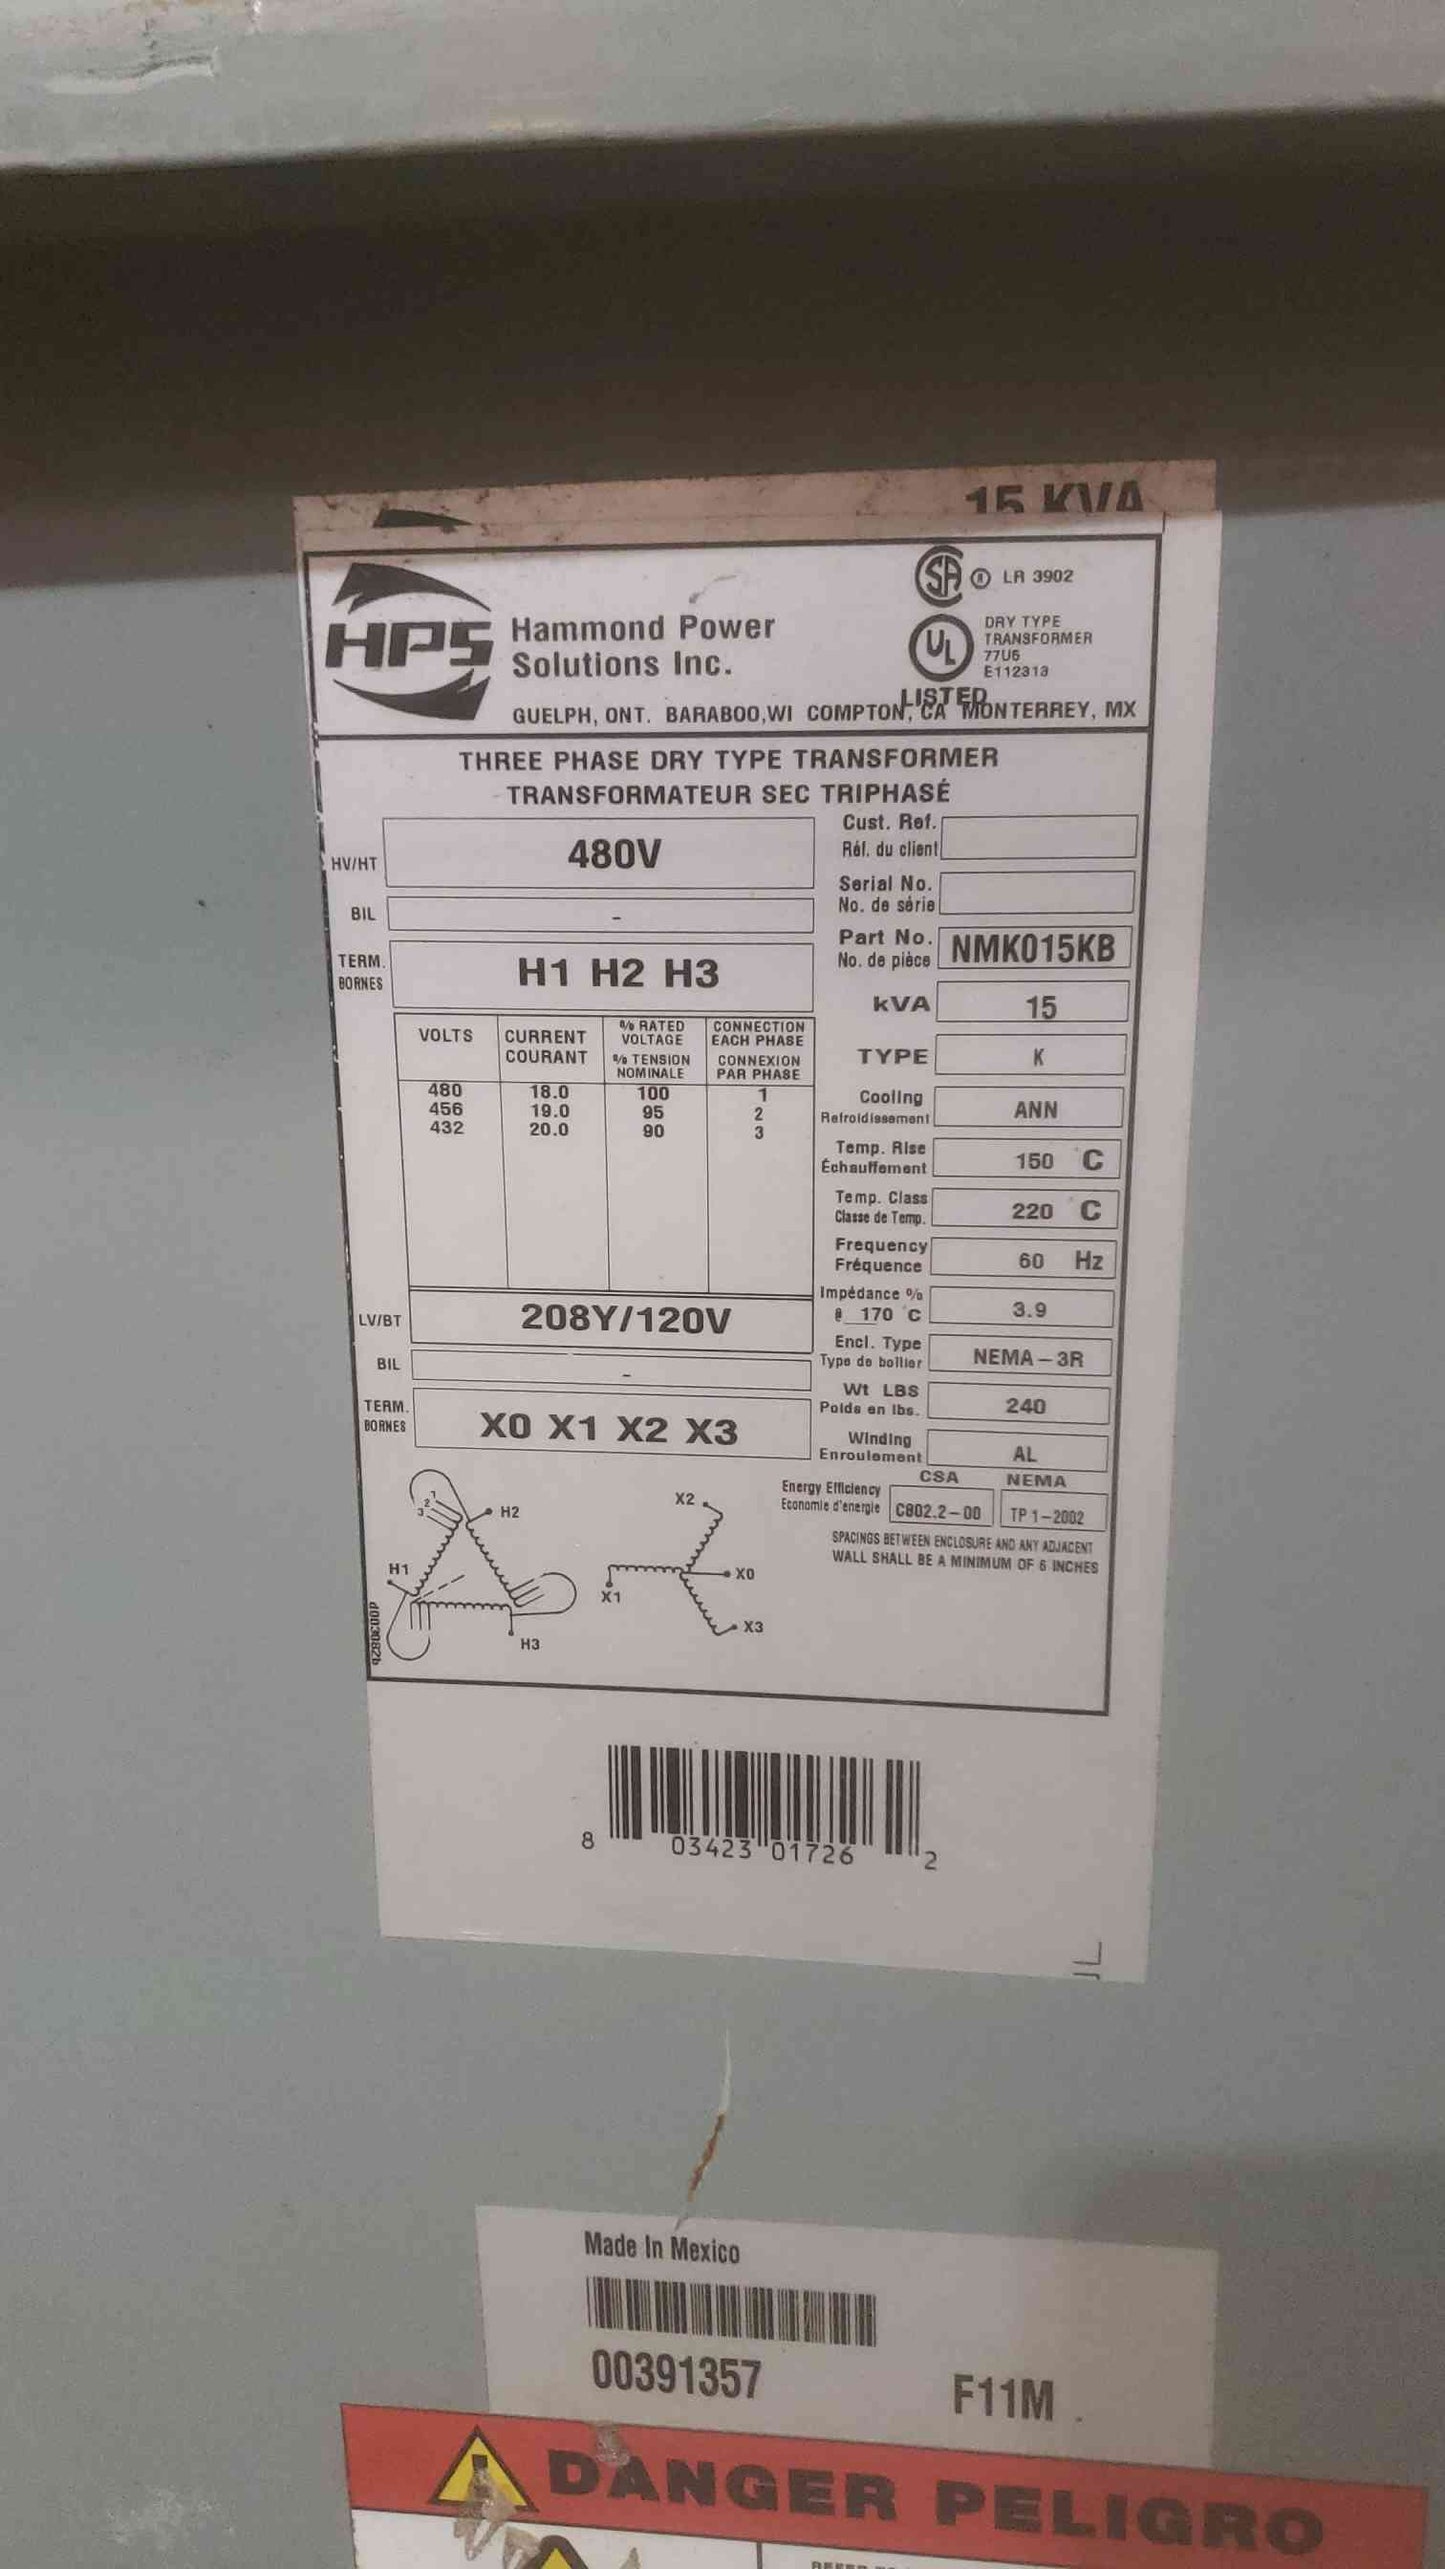 15 KVA
HPS
Hammond Power
Solutions Inc.
SA ® LR 3902
UL
DRY TYPE
TRANSFORMER
77U6
E112313
LISTED
GUELPH, ONT. BARABOO,WI COMPTON, CA MONTERREY, MX
THREE PHASE DRY TYPE TRANSFORMER
TRANSFORMATEUR SEC TRIPHASÉ
HV/HT 480V
BIL -
TERM.
BORNES
H1 H2 H3
VOLTS
CURRENT
COURANT
% RATED
VOLTAGE
% TENSION
NOMINALE
CONNECTION
EACH PHASE
CONNEXION
PAR PHASE
480 18.0 100 1
456 19.0 95 2
432 20.0 90 3
LV/BT 208Y/120V
BIL -
TERM.
BORNES
X0 X1 X2 X3
Cust. Ref.
Réf. du client
Serial No.
No. de série
Part No.
No. de pièce
NMK015KB
kVA 15
TYPE K
Cooling
Refroidissement
ANN
Temp. Rise
Échauffement
150 °C
Temp. Class
Classe de Temp.
220 °C
Frequency
Fréquence
60 Hz
Impédance %
@ 170 °C
3.9
Encl. Type
Type de boîtier
NEMA-3R
Wt LBS
Poids en lbs.
240
Winding
Enroulement
AL
CSA NEMA
Energy Efficiency
Economie d'energie
C802.2-00 TP 1-2002
SPACINGS BETWEEN ENCLOSURE AND ANY ADJACENT
WALL SHALL BE A MINIMUM OF 6 INCHES
1
2
3
H2
H1
H3
X2
X0
X1
X3
8 03423 01726 2
Made In Mexico
00391357 F11M
DANGER PELIGRO